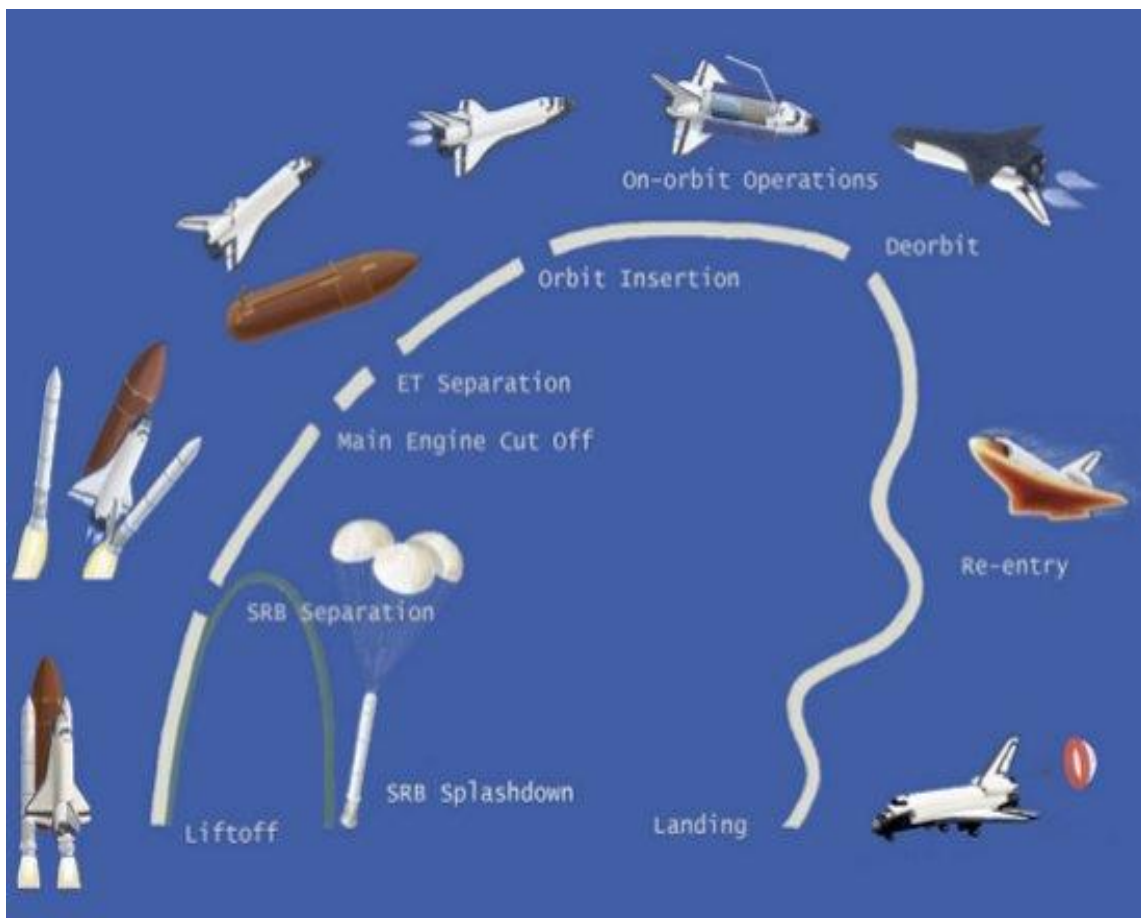 On-orbit Operations
Deorbit
Orbit Insertion
ET Separation
Main Engine Cut Off
Re-entry
SRB Separation
SRB Splashdown
Liftoff
Landing